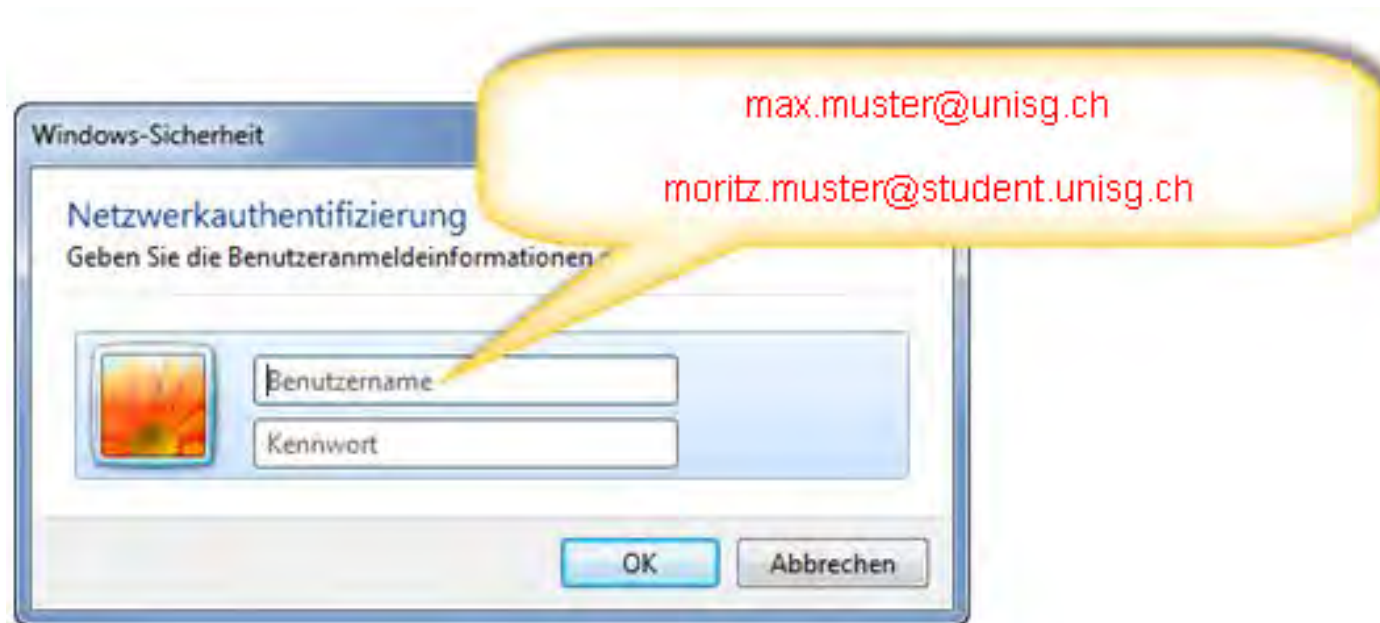 max.muster@unisg.ch
moritz.muster@student.unisg.ch
Windows-Sicherheit
Netzwerkauthentifizierung
Geben Sie die Benutzeranmeldeinformationen
Benutzername
Kennwort
OK Abbrechen